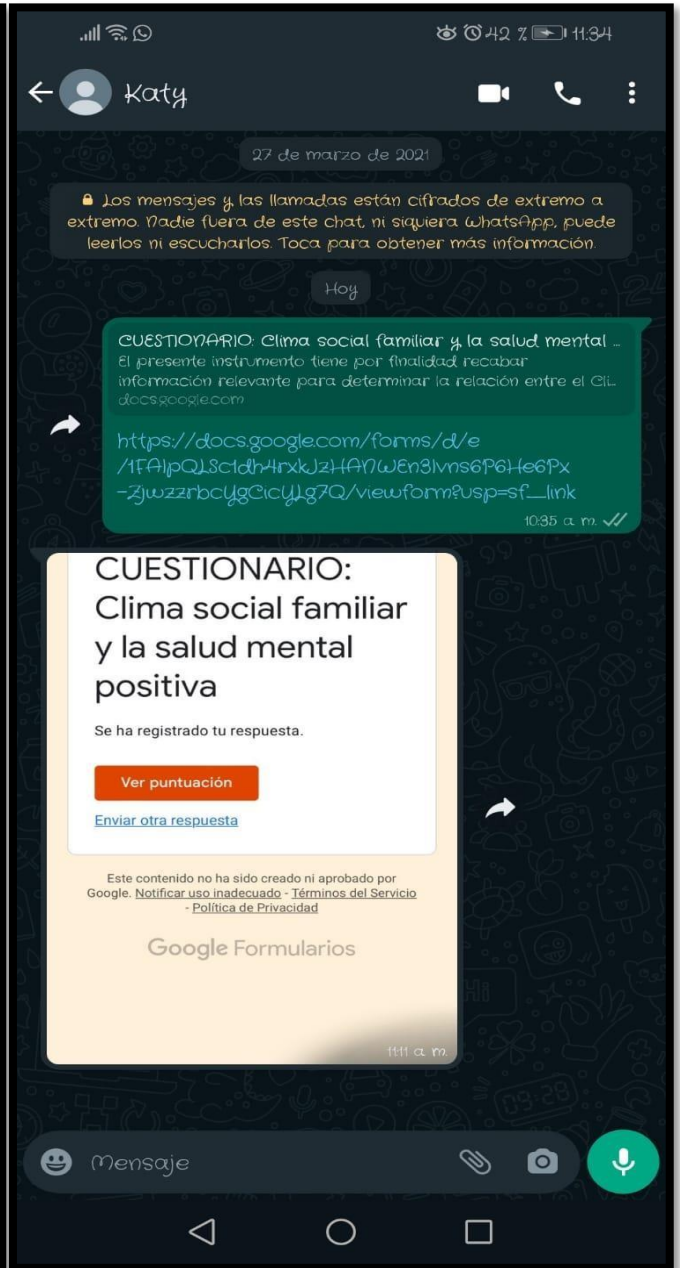 42 % 11:34
Katy
27 de marzo de 2021
Los mensajes y las llamadas están cifrados de extremo a
extremo. Nadie fuera de este chat, ni siquiera WhatsApp, puede
leerlos ni escucharlos. Toca para obtener más información.
Hoy
CUESTIONARIO: Clima social familiar y la salud mental ...
El presente instrumento tiene por finalidad recabar
información relevante para determinar la relación entre el Cli...
docs.google.com
https://docs.google.com/forms/d/e
10:35 a. m.
CUESTIONARIO:
Clima social familiar
y la salud mental
positiva
Se ha registrado tu respuesta.
Ver puntuación
Enviar otra respuesta
Este contenido no ha sido creado ni aprobado por
Google. Notificar uso inadecuado - Términos del Servicio
- Política de Privacidad
Google Formularios
11:11 a. m.
Mensaje